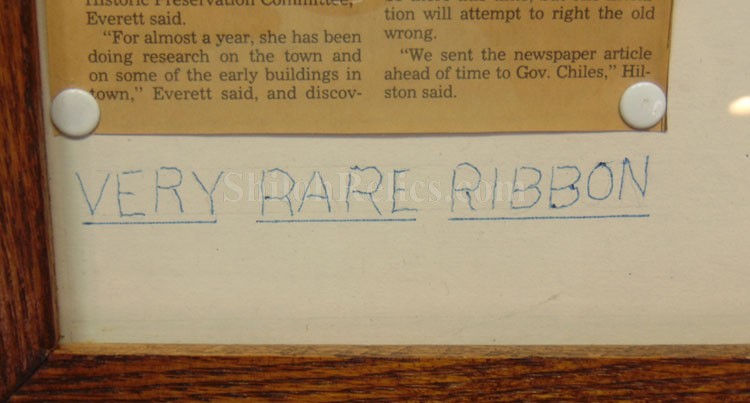 Historic Preservation Committee,
Everett said.
"For almost a year, she has been
doing research on the town and
on some of the early buildings in
town," Everett said, and discov-
tion will attempt to right the old
wrong.
"We sent the newspaper article
ahead of time to Gov. Chiles," Hil-
ston said.
VERY RARE RIBBON
ShilohRelics.com